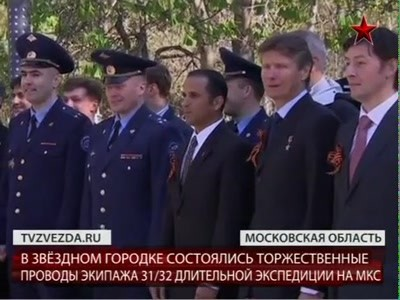 TVZVEZDA.RU
МОСКОВСКАЯ ОБЛАСТЬ
В ЗВЁЗДНОМ ГОРОДКЕ СОСТОЯЛИСЬ ТОРЖЕСТВЕННЫЕ
ПРОВОДЫ ЭКИПАЖА 31/32 ДЛИТЕЛЬНОЙ ЭКСПЕДИЦИИ НА МКС